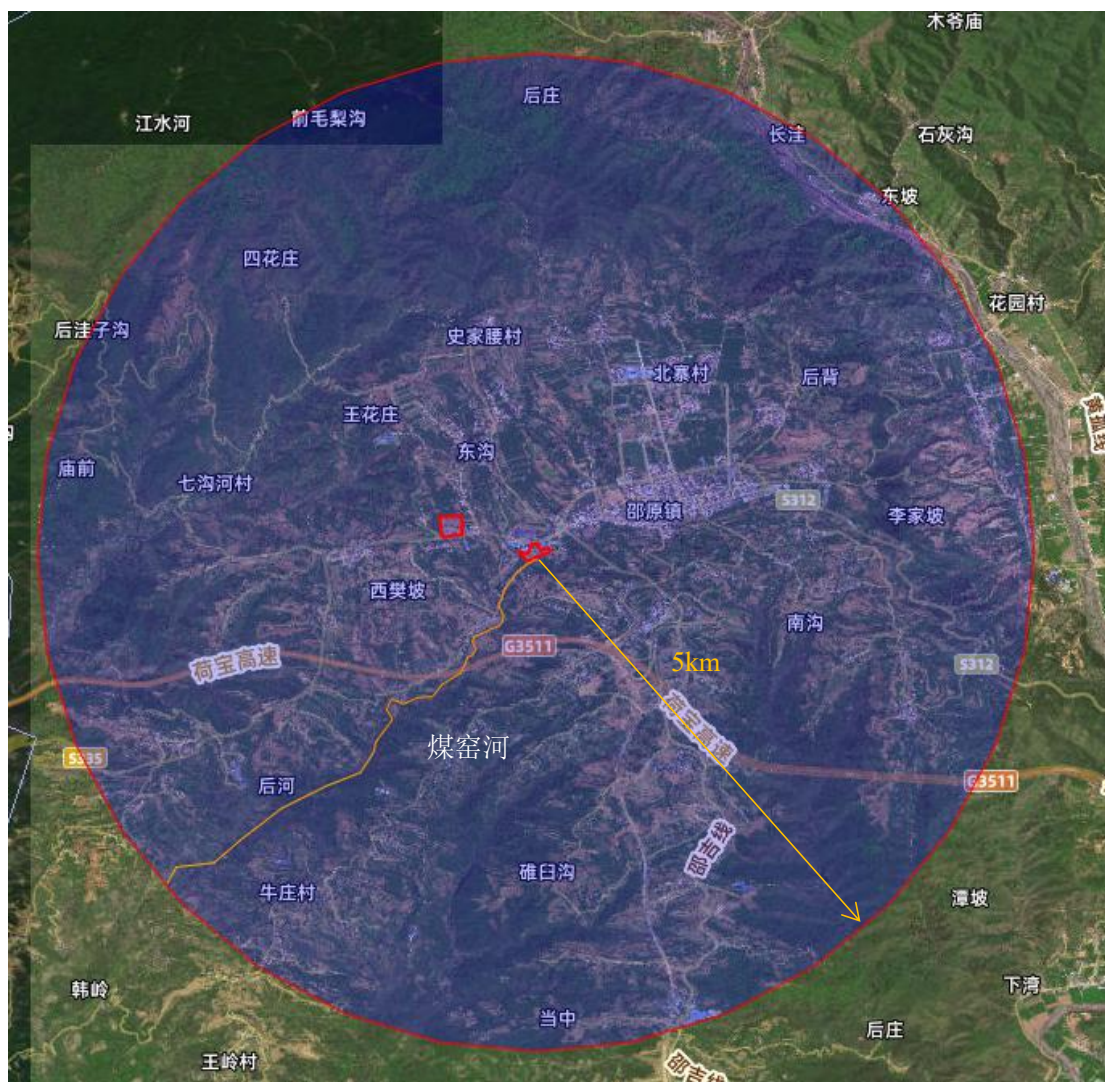 木爷庙
后庄
江水河
前毛梨沟
长洼
石灰沟
东坡
四花庄
花园村
后洼子沟
史家腰村
北寨村
后背
王花庄
东沟
庙前
七沟河村
S312
邵原镇
李家坡
西樊坡
南沟
G3511
菏宝高速
5km
S312
菏宝高速
煤窑河
S335
后河
G3511
邵吉线
碓臼沟
牛庄村
潭坡
韩岭
下湾
当中
后庄
王岭村
邵吉线